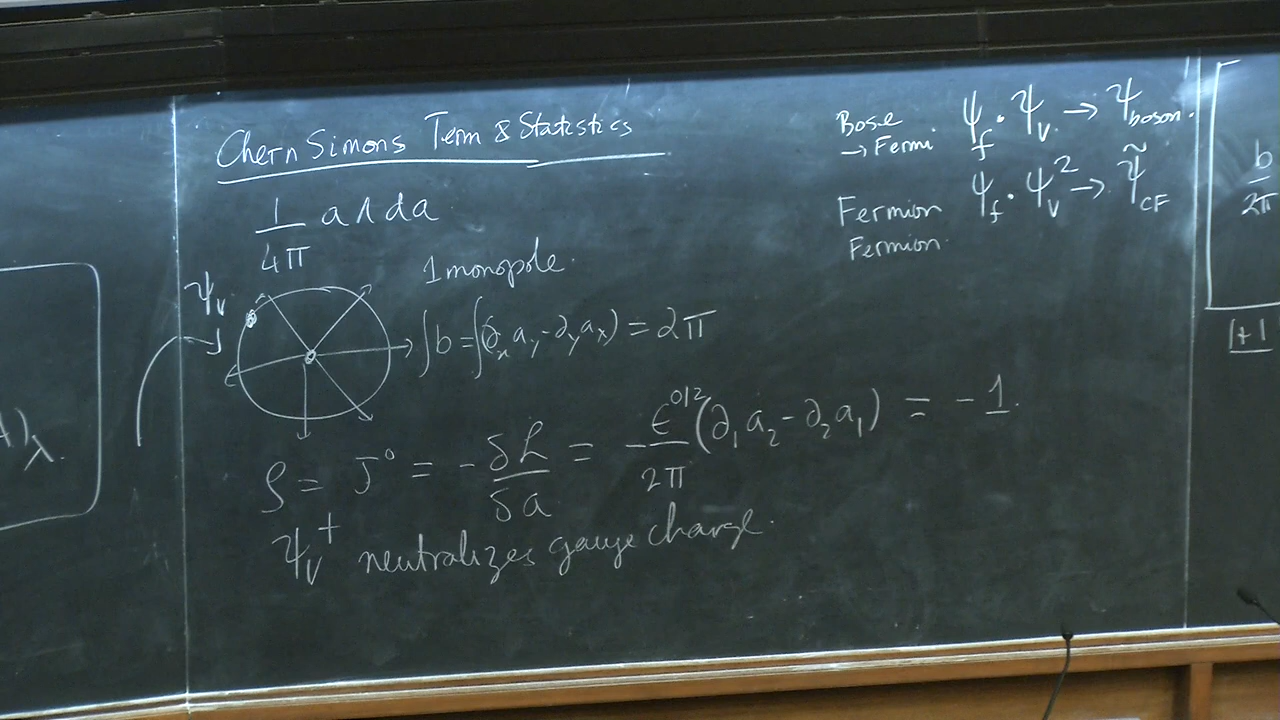 Chern Simons Term & Statistics
1/4π a∧da
ψ_v
1 monopole.
∫b = ∫(∂_x a_y - ∂_y a_x) = 2π
ρ = J^0 = - δL/δa = - ε^{012}/2π (∂_1 a_2 - ∂_2 a_1) = -1.
ψ_v^+ neutralizes gauge charge.
Bose → Fermi. ψ_f · ψ_v → ψ_boson.
Fermion Fermion ψ_f · ψ_v^2 → ψ̃_CF
)_λ.
b/2π
1+1